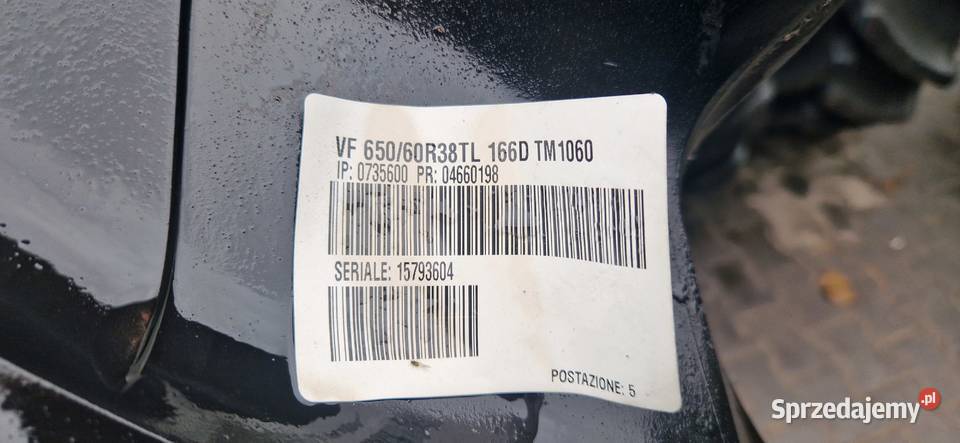 VF 650/60R38TL 166D TM1060
IP: 0735600 PR: 04660198
SERIALE: 15793604
POSTAZIONE: 5
Sprzedajemy.pl